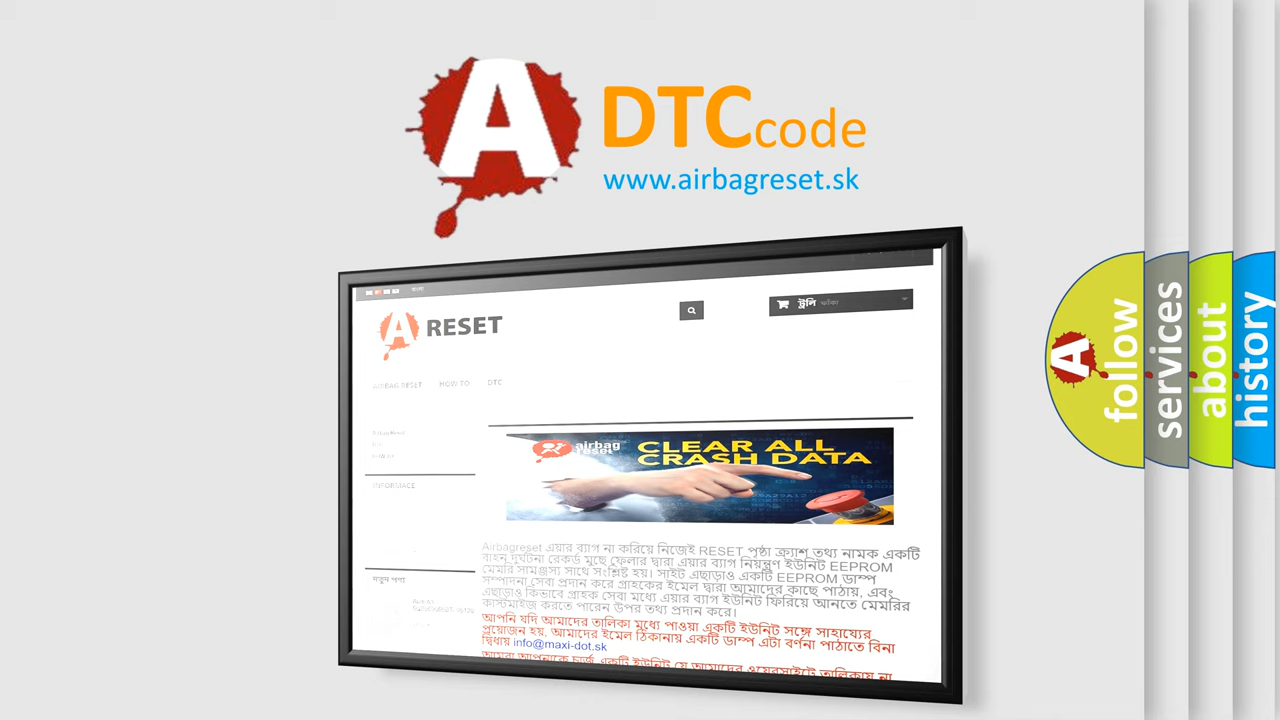 A
DTCcode
www.airbagreset.sk
বাংলা
A RESET
ট্রলি ফাঁকা
AIRBAG RESET HOW TO DTC
INFORMACE
airbag
reset
CLEAR ALL
CRASH DATA
Airbagreset এয়ার ব্যাগ না করিয়ে নিজেই RESET পৃষ্ঠা ক্র্যাশ তথ্য নামক একটি
বাহন দুর্ঘটনা রেকর্ড মুছে ফেলার দ্বারা এয়ার ব্যাগ নিয়ন্ত্রণ ইউনিট EEPROM
মেমরি সামঞ্জস্য সাথে সংশ্লিষ্ট হয়। সাইট এছাড়াও একটি EEPROM ডাম্প
সম্পাদনা সেবা প্রদান করে গ্রাহকের ইমেল দ্বারা আমাদের কাছে পাঠায়, এবং
এছাড়াও কিভাবে গ্রাহক সেবা মধ্যে এয়ার ব্যাগ ইউনিট ফিরিয়ে আনতে মেমরির
কাস্টমাইজ করতে পারেন উপর তথ্য প্রদান করে।
আপনি যদি আমাদের তালিকা মধ্যে পাওয়া একটি ইউনিট সঙ্গে সাহায্যের
প্রয়োজন হয়, আমাদের ইমেল ঠিকানায় একটি ডাম্প এটা বর্ণনা পাঠাতে বিনা
দ্বিধায় info@maxi-dot.sk
নতুন পণ্য
A
follow
services
about
history